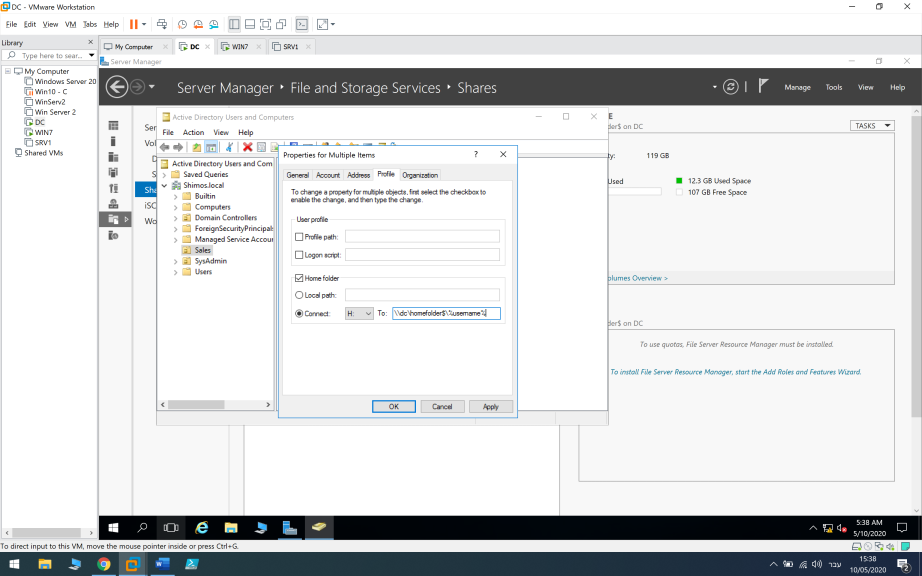 DC - VMware Workstation
File Edit View VM Tabs Help
Library
Type here to sear...
My Computer
Windows Server 20
Win10 - C
WinServ2
Win Server 2
DC
WIN7
SRV1
Shared VMs
My Computer DC WIN7 SRV1
Server Manager
Server Manager File and Storage Services Shares
Manage Tools View Help
Ser
Vo
D
S
Sha
iSC
Wo
Active Directory Users and Computers
File Action View Help
Active Directory Users and Com
Saved Queries
Shimos.local
Builtin
Computers
Domain Controllers
ForeignSecurityPrincipals
Managed Service Accour
Sales
SysAdmin
Users
Properties for Multiple Items
General Account Address Profile Organization
To change a property for multiple objects, first select the checkbox to
enable the change, and then type the change.
User profile
Profile path:
Logon script:
Home folder
Local path:
Connect: H: To: \\dc\homefolder$\%username%
OK Cancel Apply
E
der$ on DC
TASKS
ty: 119 GB
Used
12.3 GB Used Space
107 GB Free Space
olumes Overview >
der$ on DC
To use quotas, File Server Resource Manager must be installed.
To install File Server Resource Manager, start the Add Roles and Features Wizard.
5:38 AM
5/10/2020
To direct input to this VM, move the mouse pointer inside or press Ctrl+G.
עבר
15:38
10/05/2020
2